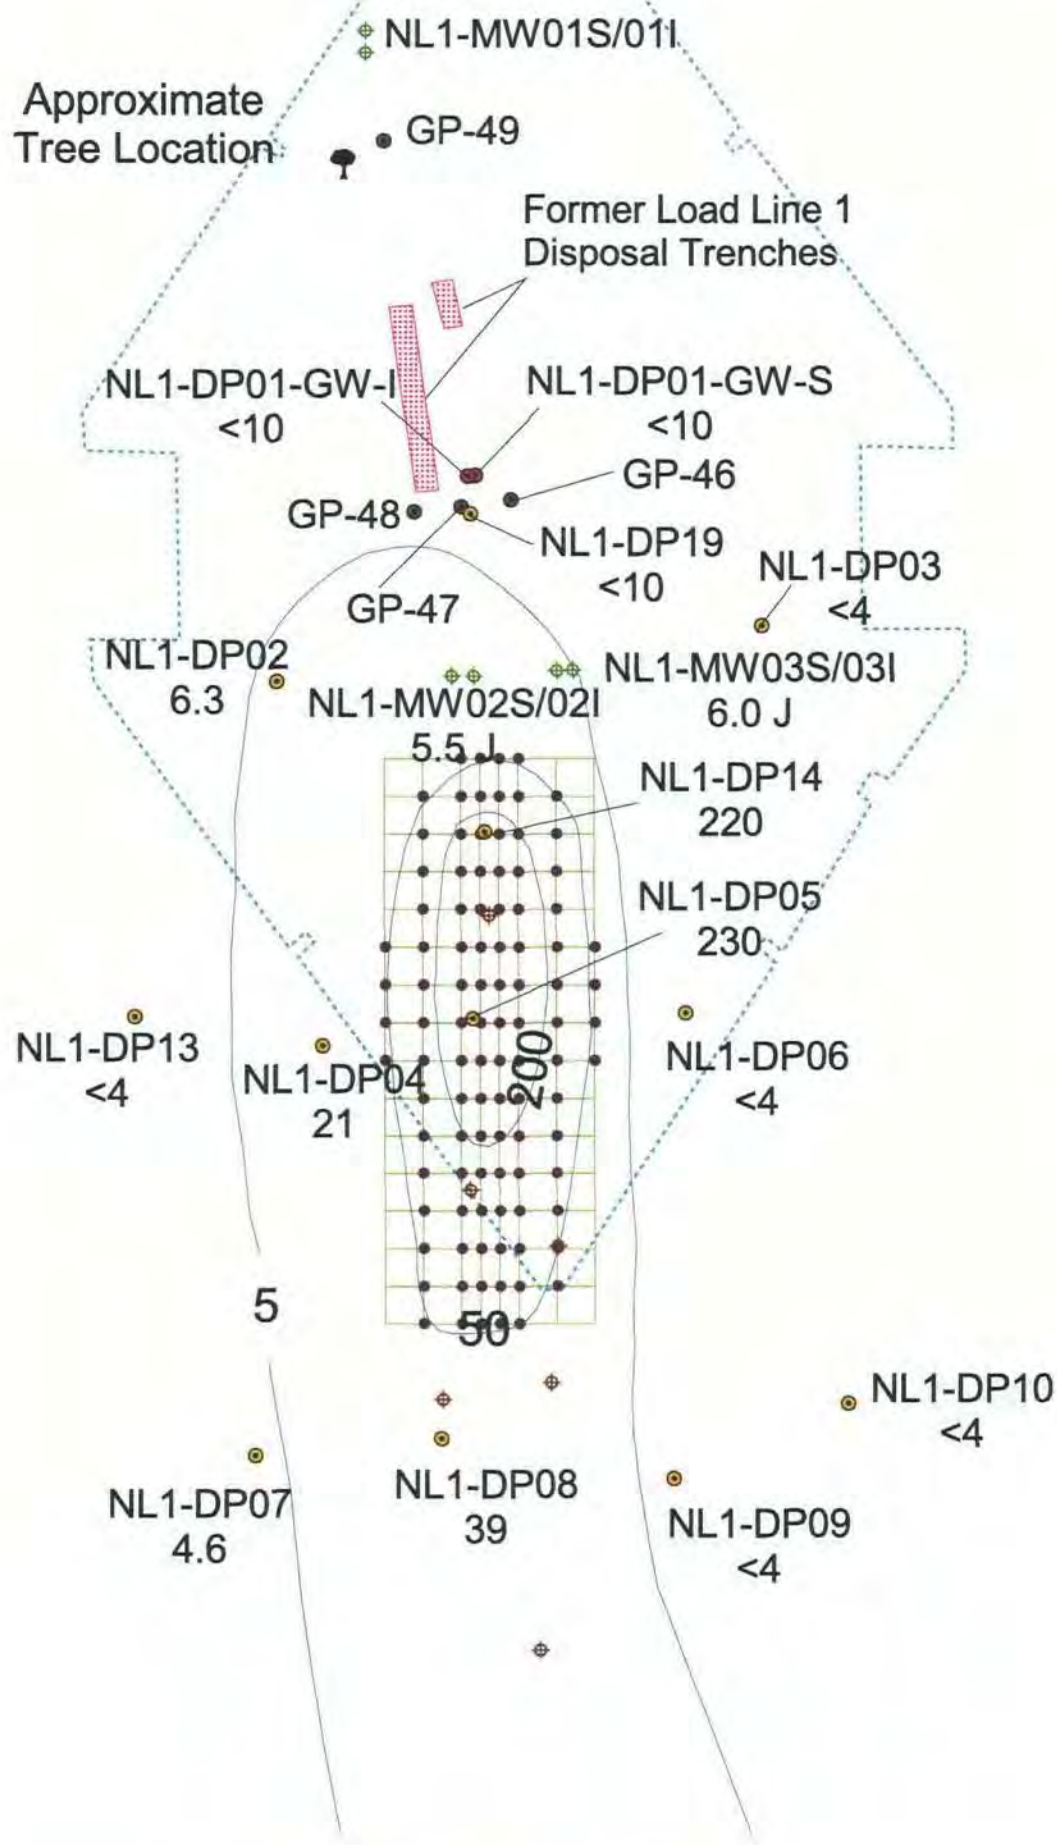 NL1-MW01S/01I
Approximate
Tree Location
GP-49
Former Load Line 1
Disposal Trenches
NL1-DP01-GW-I
<10
NL1-DP01-GW-S
<10
GP-46
GP-48
NL1-DP19
<10
NL1-DP03
<4
GP-47
NL1-DP02
6.3
NL1-MW02S/02I
5.5 J
NL1-MW03S/03I
6.0 J
NL1-DP14
220
NL1-DP05
230
NL1-DP13
<4
NL1-DP04
21
200
NL1-DP06
<4
5
50
NL1-DP10
<4
NL1-DP07
4.6
NL1-DP08
39
NL1-DP09
<4